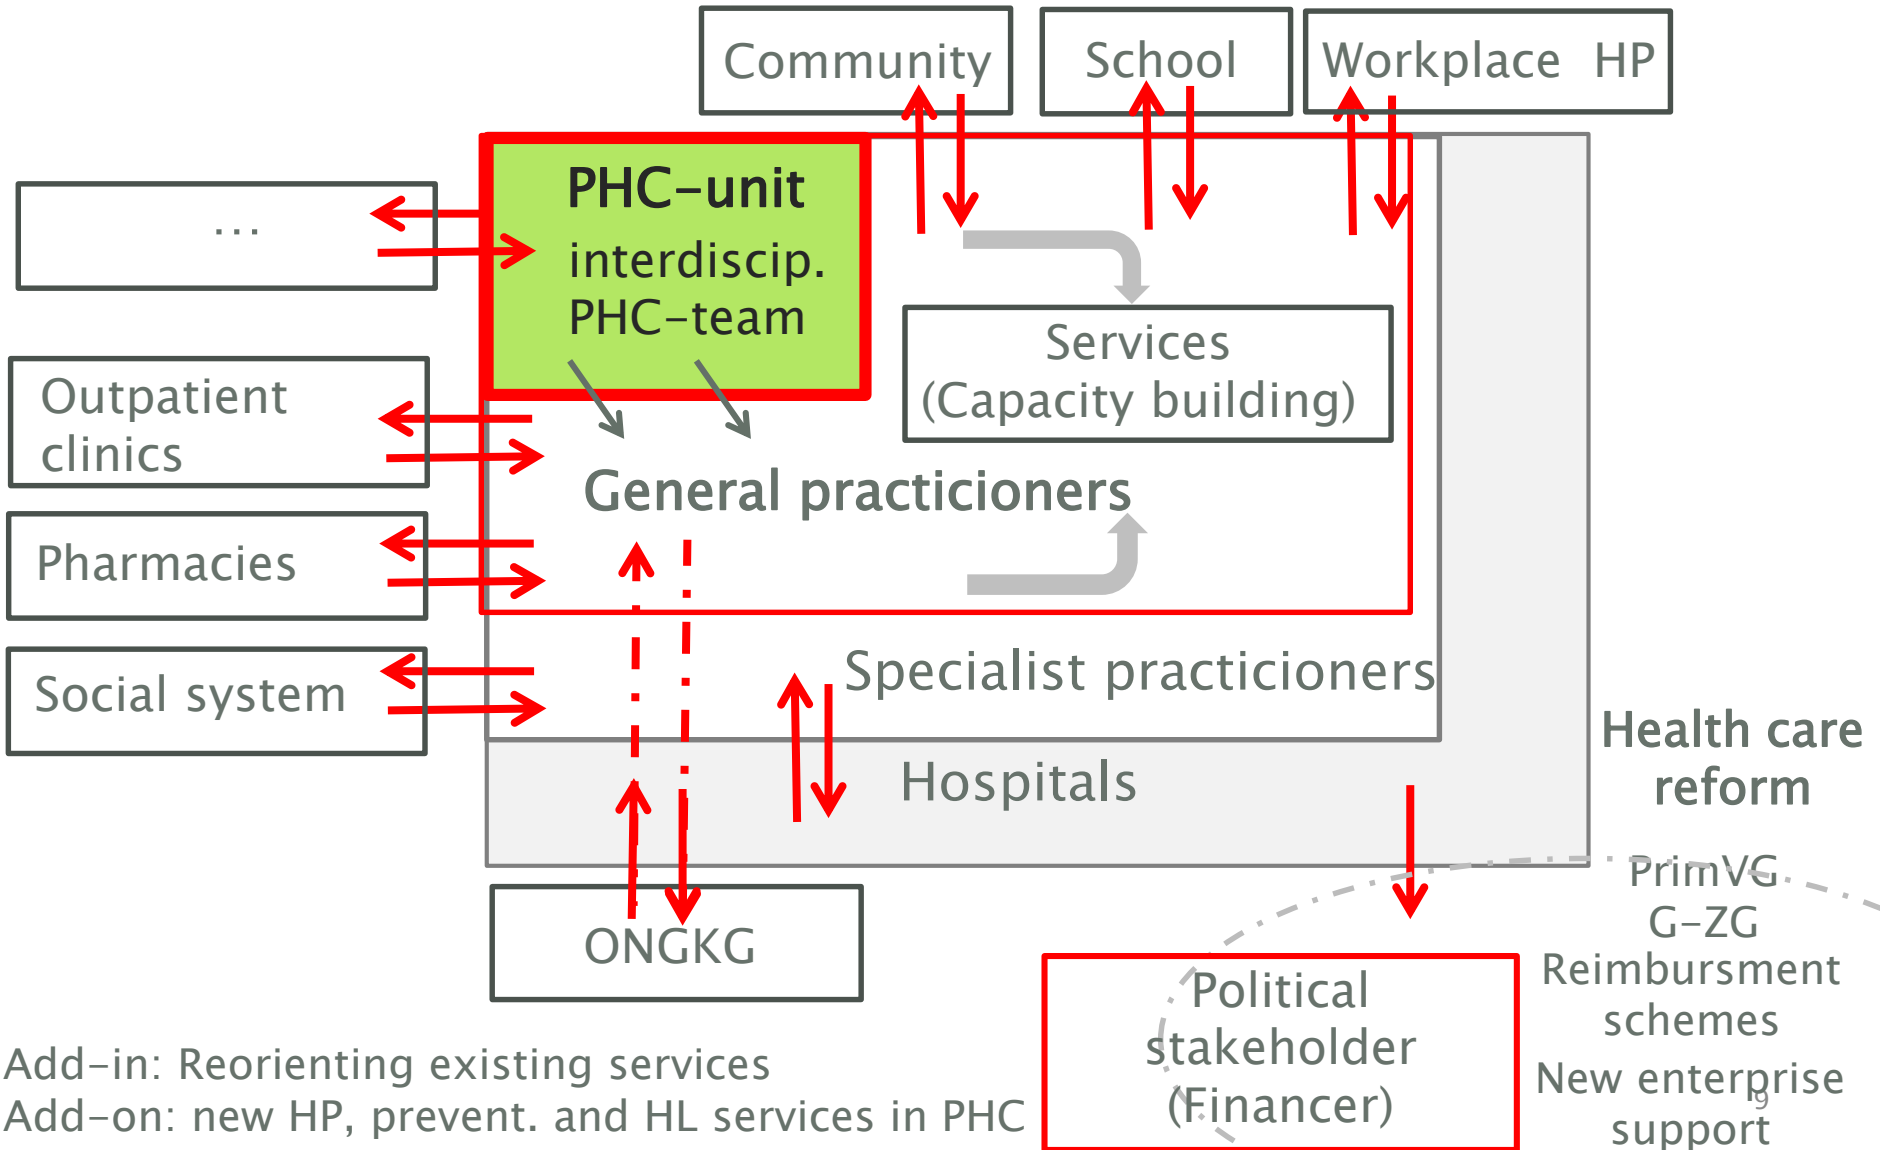 Community
School
Workplace HP
PHC-unit
interdiscip.
PHC-team
...
Services
(Capacity building)
Outpatient
clinics
General practicioners
Pharmacies
Specialist practicioners
Social system
Hospitals
Health care
reform
PrimVG
G-ZG
Reimbursment
schemes
New enterprise
support
ONGKG
Political
stakeholder
(Financer)
Add-in: Reorienting existing services
Add-on: new HP, prevent. and HL services in PHC
9